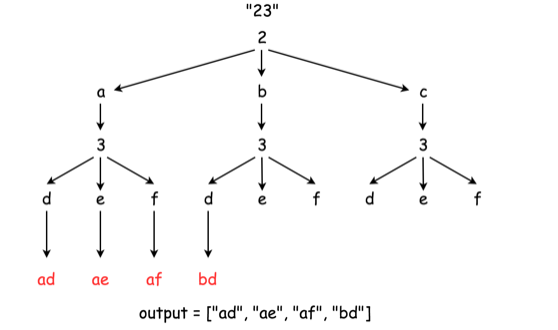 "23"
2
a b c
3 3 3
d e f d e f d e f
ad ae af bd
output = ["ad", "ae", "af", "bd"]